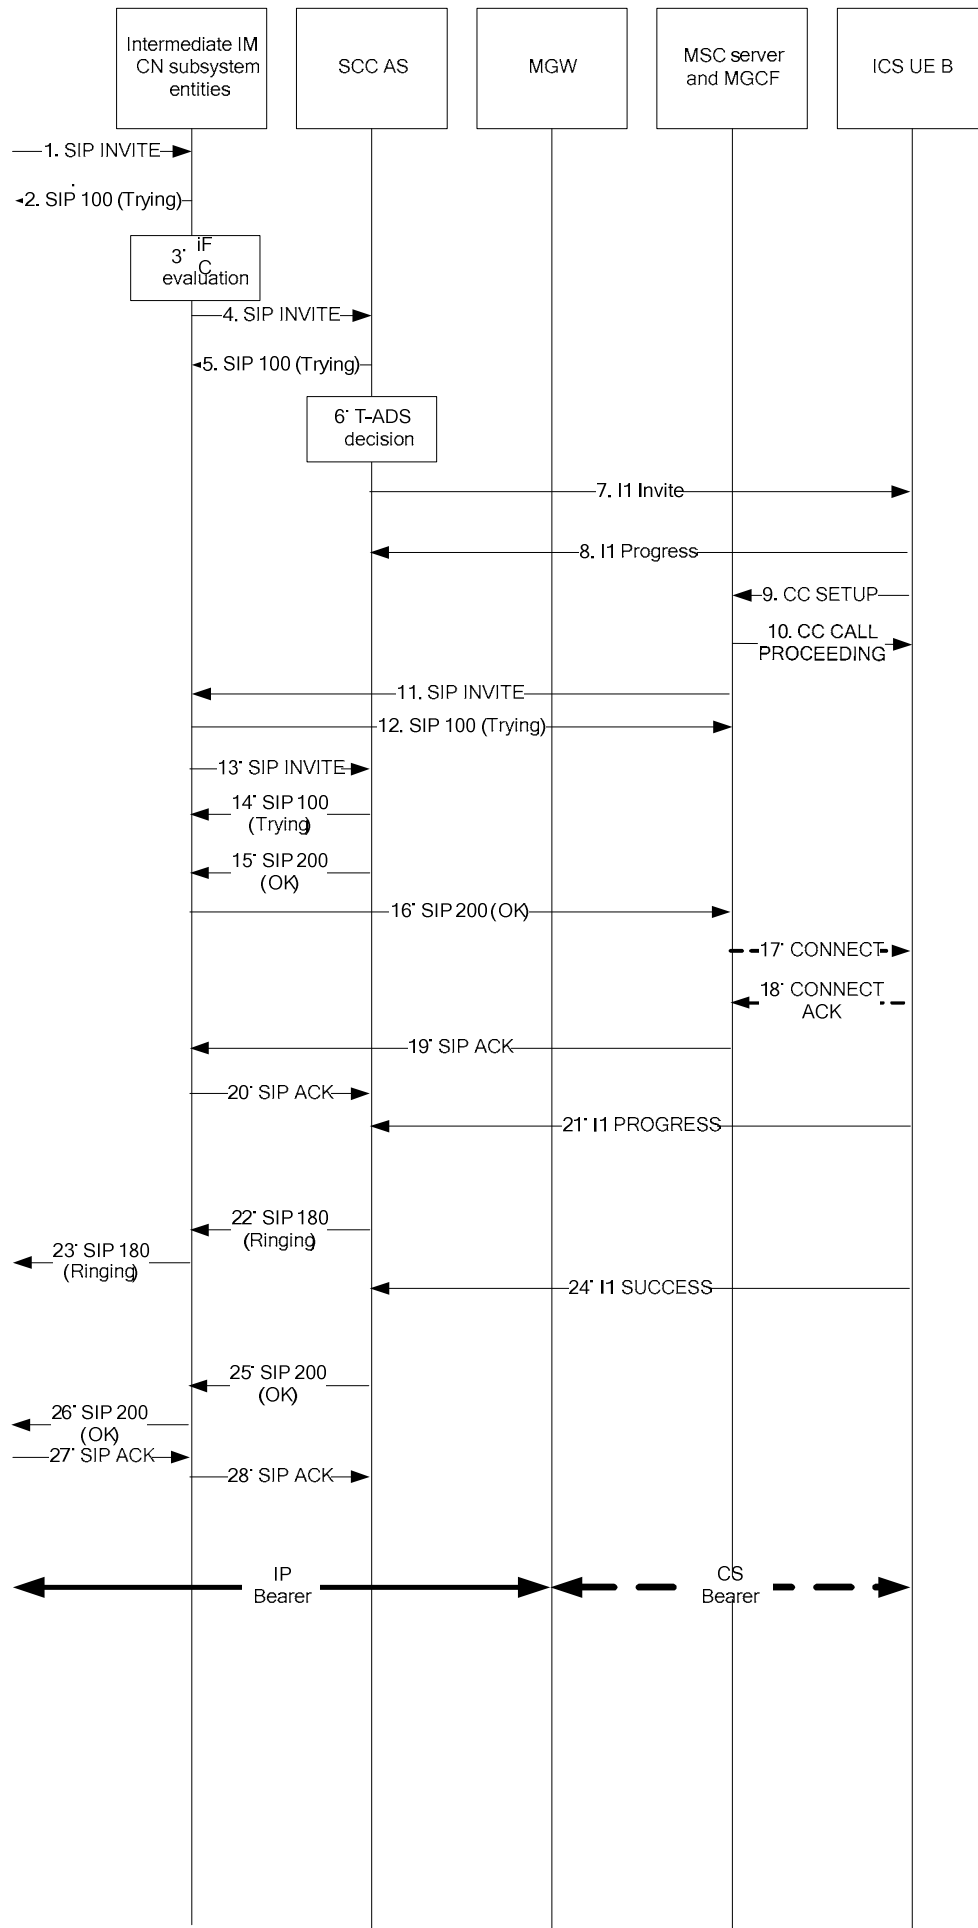 Intermediate IM
CN subsystem
entities
SCC AS
MGW
MSC server
and MGCF
ICS UE B
1. SIP INVITE
2. SIP 100 (Trying)
3. iF
C
evaluation
4. SIP INVITE
5. SIP 100 (Trying)
6. T-ADS
decision
7. I1 Invite
8. I1 Progress
9. CC SETUP
10. CC CALL
PROCEEDING
11. SIP INVITE
12. SIP 100 (Trying)
13. SIP INVITE
14. SIP 100
(Trying)
15. SIP 200
(OK)
16. SIP 200 (OK)
17. CONNECT
18. CONNECT
ACK
19. SIP ACK
20. SIP ACK
21. I1 PROGRESS
22. SIP 180
(Ringing)
23. SIP 180
(Ringing)
24. I1 SUCCESS
25. SIP 200
(OK)
26. SIP 200
(OK)
27. SIP ACK
28. SIP ACK
IP
Bearer
CS
Bearer